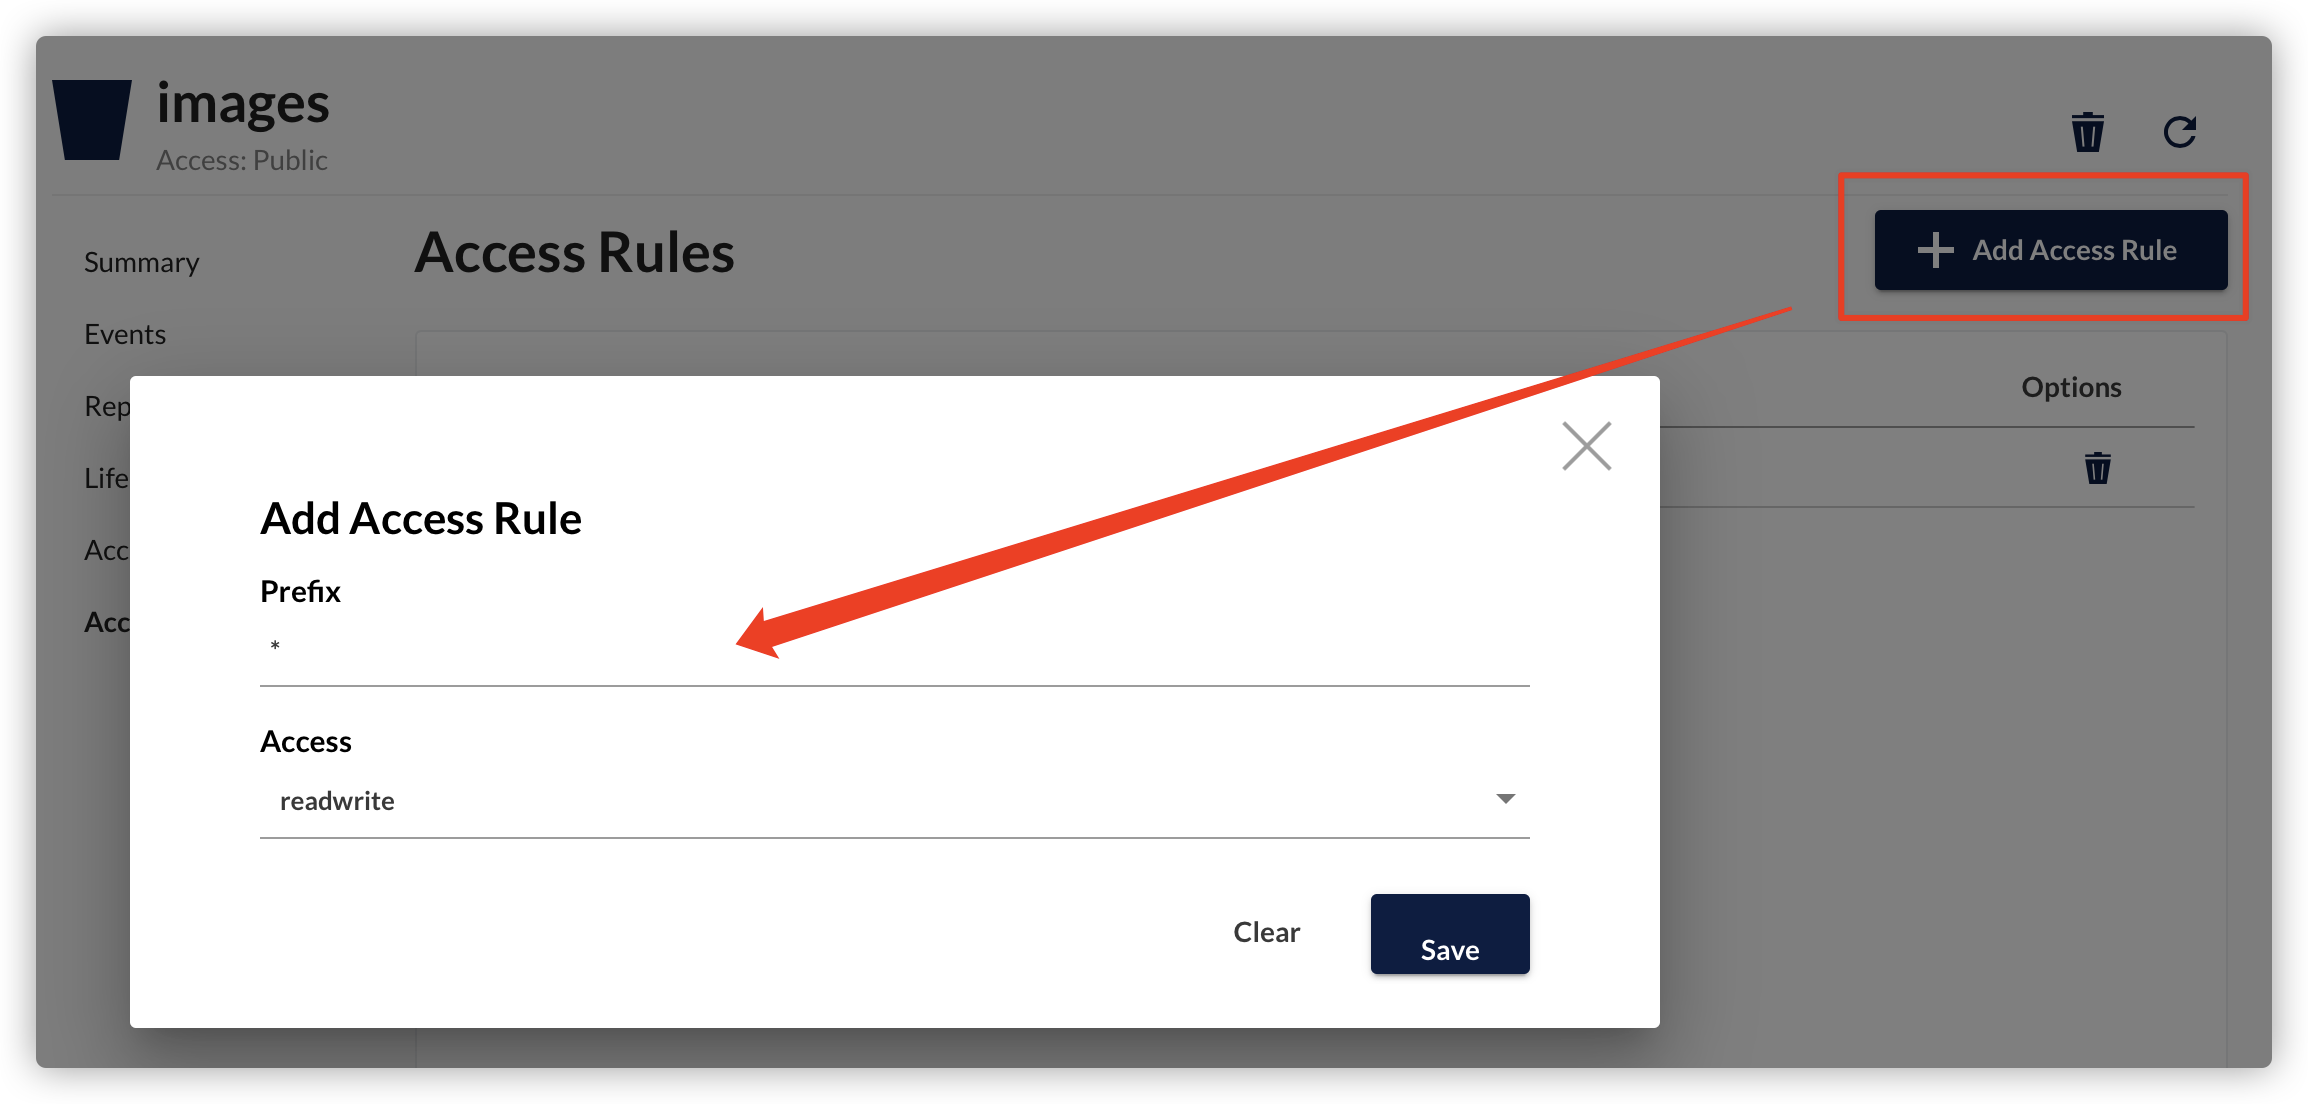 images
Access: Public
Access Rules
Add Access Rule
Summary
Events
Rep
Life
Acc
Acc
Options
Add Access Rule
Prefix
*
Access
readwrite
Clear
Save